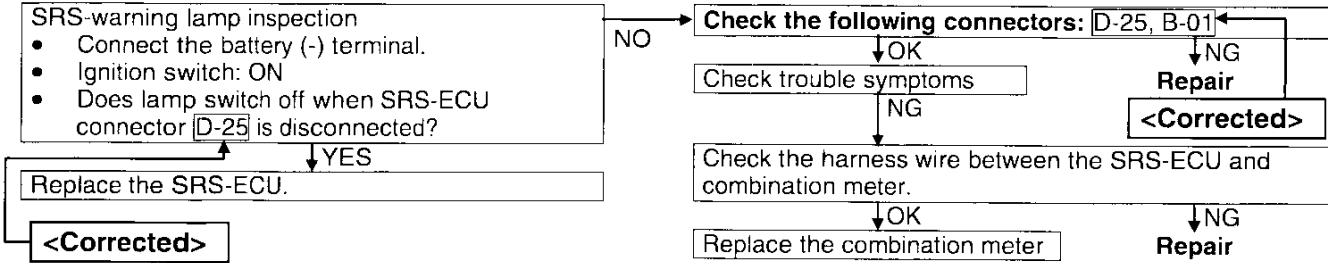 SRS-warning lamp inspection
• Connect the battery (-) terminal.
• Ignition switch: ON
• Does lamp switch off when SRS-ECU
connector D-25 is disconnected?
YES
Replace the SRS-ECU.
<Corrected>
NO
Check the following connectors: D-25, B-01
OK
NG
Check trouble symptoms
Repair
NG
<Corrected>
Check the harness wire between the SRS-ECU and
combination meter.
OK
NG
Replace the combination meter
Repair